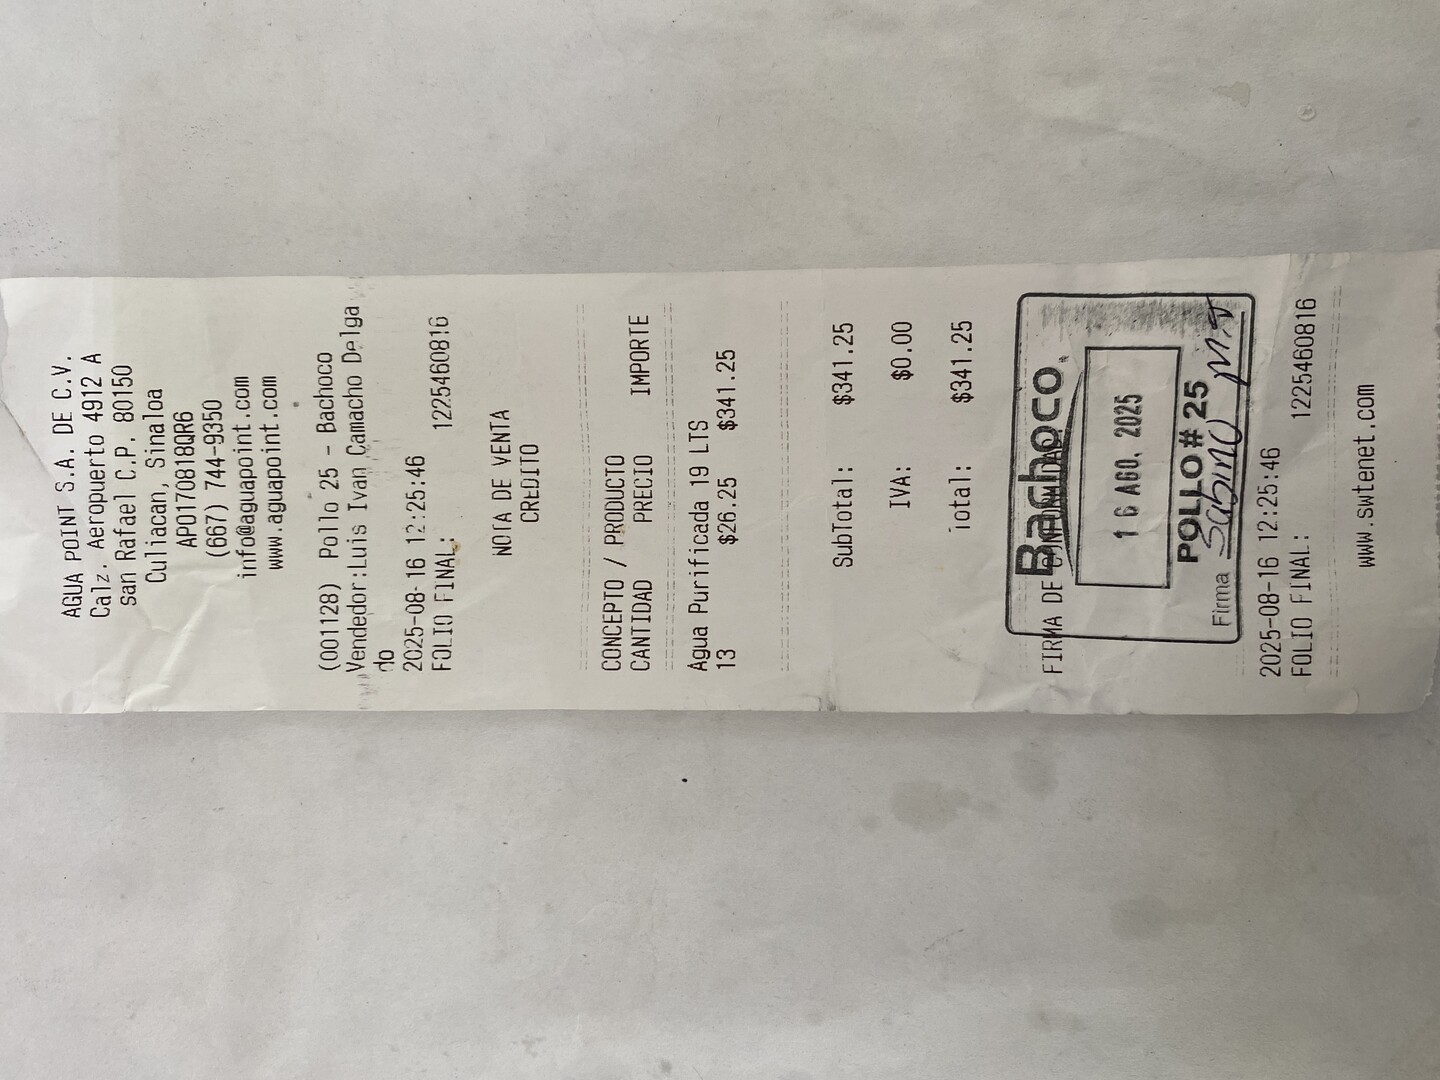 AGUA POINT S.A. DE C.V.
Calz. Aeropuerto 4912 A
san Rafael C.P. 80150
Culiacan, Sinaloa
APO170818QR6
(667) 744-9350
info@aguapoint.com
www.aguapoint.com
(001128) Pollo 25 - Bachoco
Vendedor:Luis Ivan Camacho Delga
do
2025-08-16 12:25:46
FOLIO FINAL: 1225460816
NOTA DE VENTA
CREDITO
CONCEPTO / PRODUCTO
CANTIDAD PRECIO IMPORTE
Agua Purificada 19 LTS
13 $26.25 $341.25
SubTotal: $341.25
IVA: $0.00
Total: $341.25
FIRMA DE
Bachoco
16 AGO. 2025
POLLO # 25
Firma Sabino M.J
2025-08-16 12:25:46
FOLIO FINAL: 1225460816
www.swtenet.com